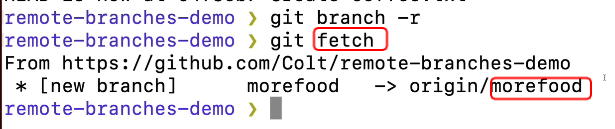 remote-branches-demo ❯ git branch -r
remote-branches-demo ❯ git fetch
From https://github.com/Colt/remote-branches-demo
 * [new branch]      morefood   -> origin/morefood
remote-branches-demo ❯